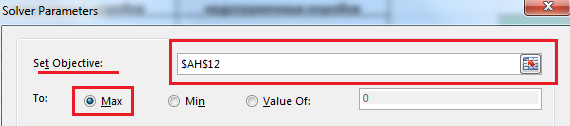 Solver Parameters
Set Objective:
$AH$12
To:
Max
Min
Value Of:
0